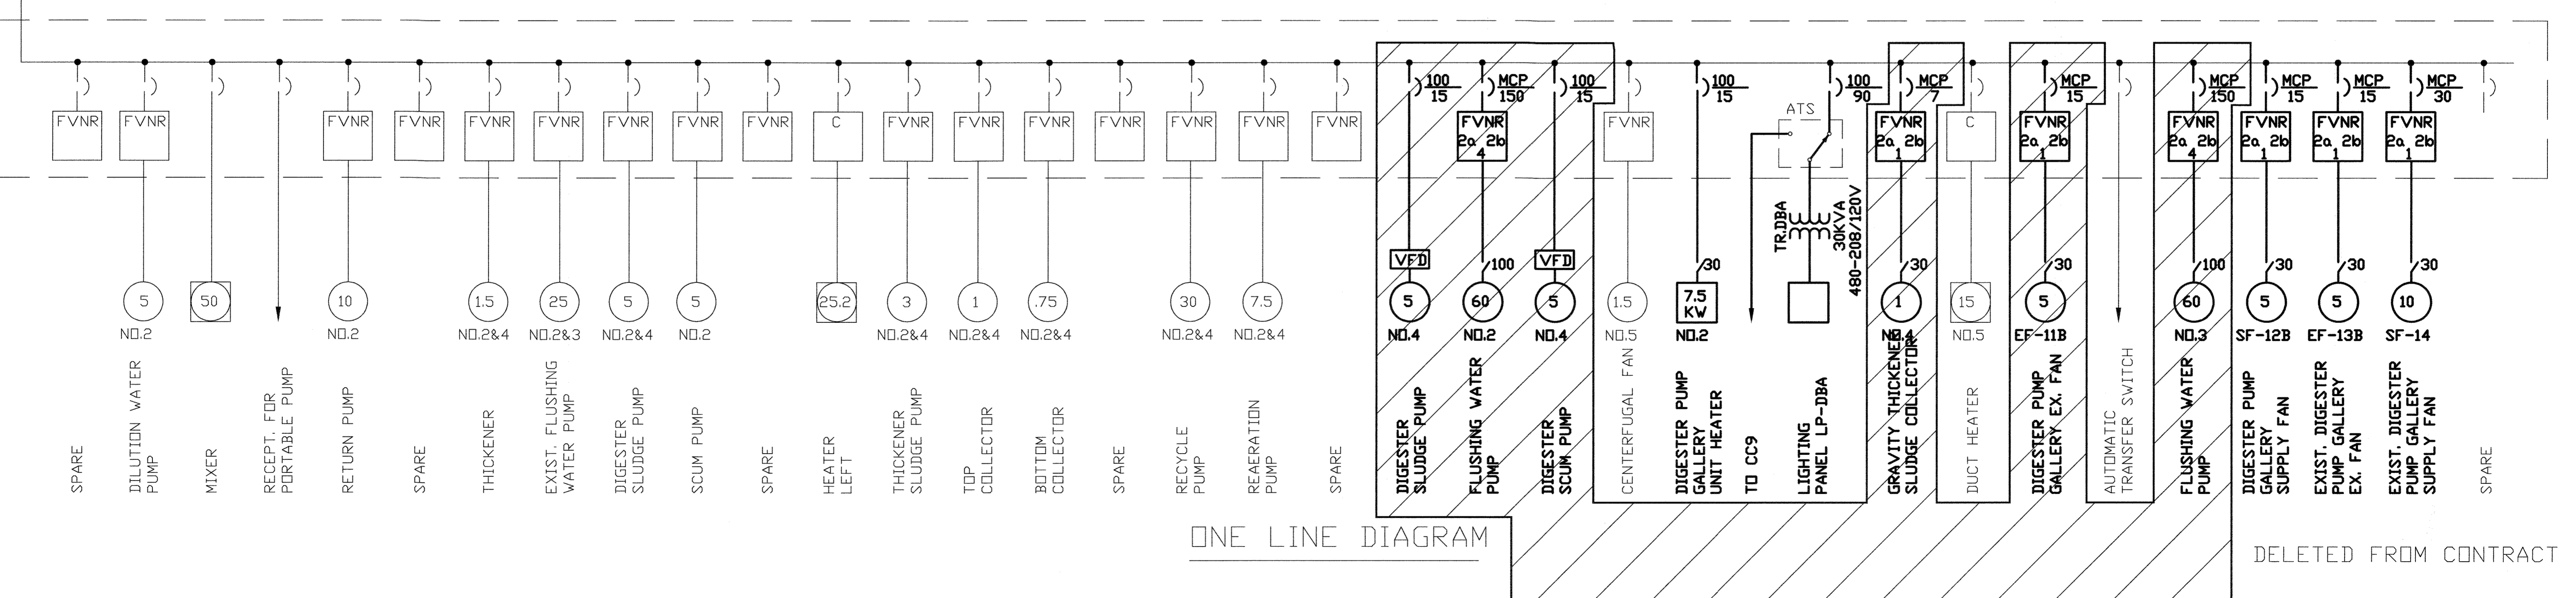 100
15
MCP
150
100
15
100
15
100
90
MCP
7
MCP
15
MCP
150
MCP
15
MCP
15
MCP
30
ATS
FVNR
FVNR
FVNR
FVNR
FVNR
FVNR
FVNR
FVNR
FVNR
C
FVNR
FVNR
FVNR
FVNR
FVNR
FVNR
FVNR
FVNR
2a 2b
4
FVNR
FVNR
2a 2b
1
C
FVNR
2a 2b
1
FVNR
2a 2b
4
FVNR
2a 2b
1
FVNR
2a 2b
1
FVNR
2a 2b
1
TR.DBA
30KVA
480-208/120V
VFD
100
VFD
30
30
30
100
30
30
30
5
50
10
1.5
25
5
5
25.2
3
1
.75
30
7.5
5
60
5
1.5
7.5
KW
1
15
5
60
5
5
10
NO.2
NO.2
NO.2&4
NO.2&3
NO.2&4
NO.2
NO.2&4
NO.2&4
NO.2&4
NO.2&4
NO.2&4
NO.4
NO.2
NO.4
NO.5
NO.2
NO.4
NO.5
EF-11B
NO.3
SF-12B
EF-13B
SF-14
SPARE
DILUTION WATER
PUMP
MIXER
RECEPT. FOR
PORTABLE PUMP
RETURN PUMP
SPARE
THICKENER
EXIST. FLUSHING
WATER PUMP
DIGESTER
SLUDGE PUMP
SCUM PUMP
SPARE
HEATER
LEFT
THICKENER
SLUDGE PUMP
TOP
COLLECTOR
BOTTOM
COLLECTOR
SPARE
RECYCLE
PUMP
REAERATION
PUMP
SPARE
DIGESTER
SLUDGE PUMP
FLUSHING WATER
PUMP
DIGESTER
SCUM PUMP
CENTERFUGAL FAN
DIGESTER PUMP
GALLERY
UNIT HEATER
TO CC9
LIGHTING
PANEL LP-DBA
GRAVITY THICKENER
SLUDGE COLLECTOR
DUCT HEATER
DIGESTER PUMP
GALLERY EX. FAN
AUTOMATIC
TRANSFER SWITCH
FLUSHING WATER
PUMP
DIGESTER PUMP
GALLERY
SUPPLY FAN
EXIST. DIGESTER
PUMP GALLERY
EX. FAN
EXIST. DIGESTER
PUMP GALLERY
SUPPLY FAN
SPARE
ONE LINE DIAGRAM
DELETED FROM CONTRACT